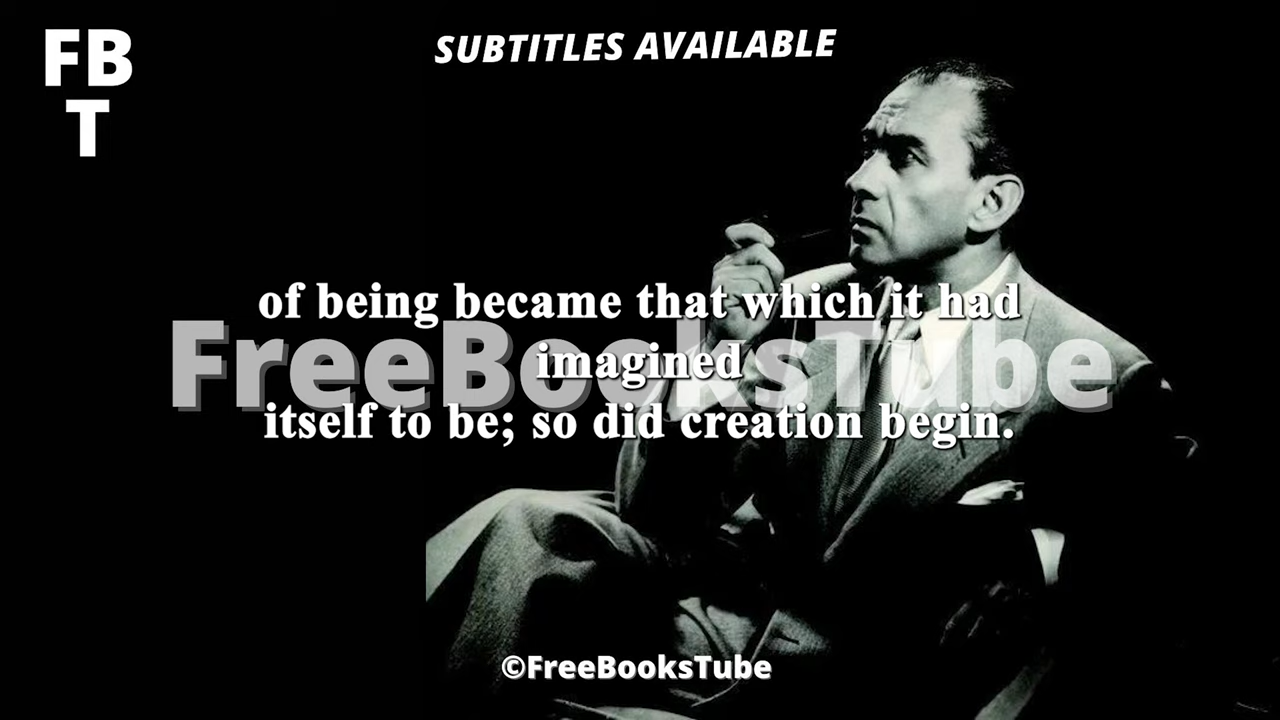 FB
T
SUBTITLES AVAILABLE
of being became that which it had
imagined
FreeBooksTube
itself to be; so did creation begin.
©FreeBooksTube